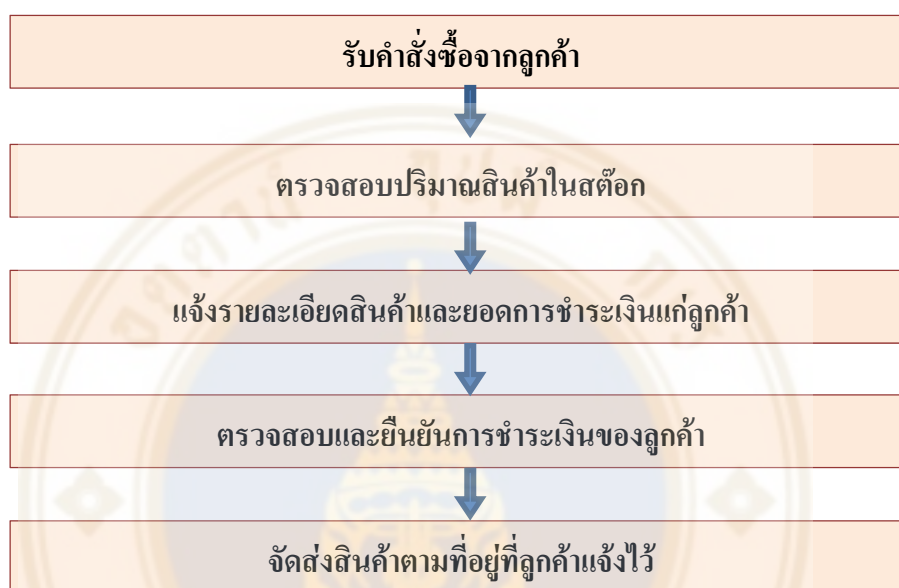 รับคำสั่งซื้อจากลูกค้า
ตรวจสอบปริมาณสินค้าในสต๊อก
แจ้งรายละเอียดสินค้าและยอดการชำระเงินแก่ลูกค้า
ตรวจสอบและยืนยันการชำระเงินของลูกค้า
จัดส่งสินค้าตามที่อยู่ที่ลูกค้าแจ้งไว้